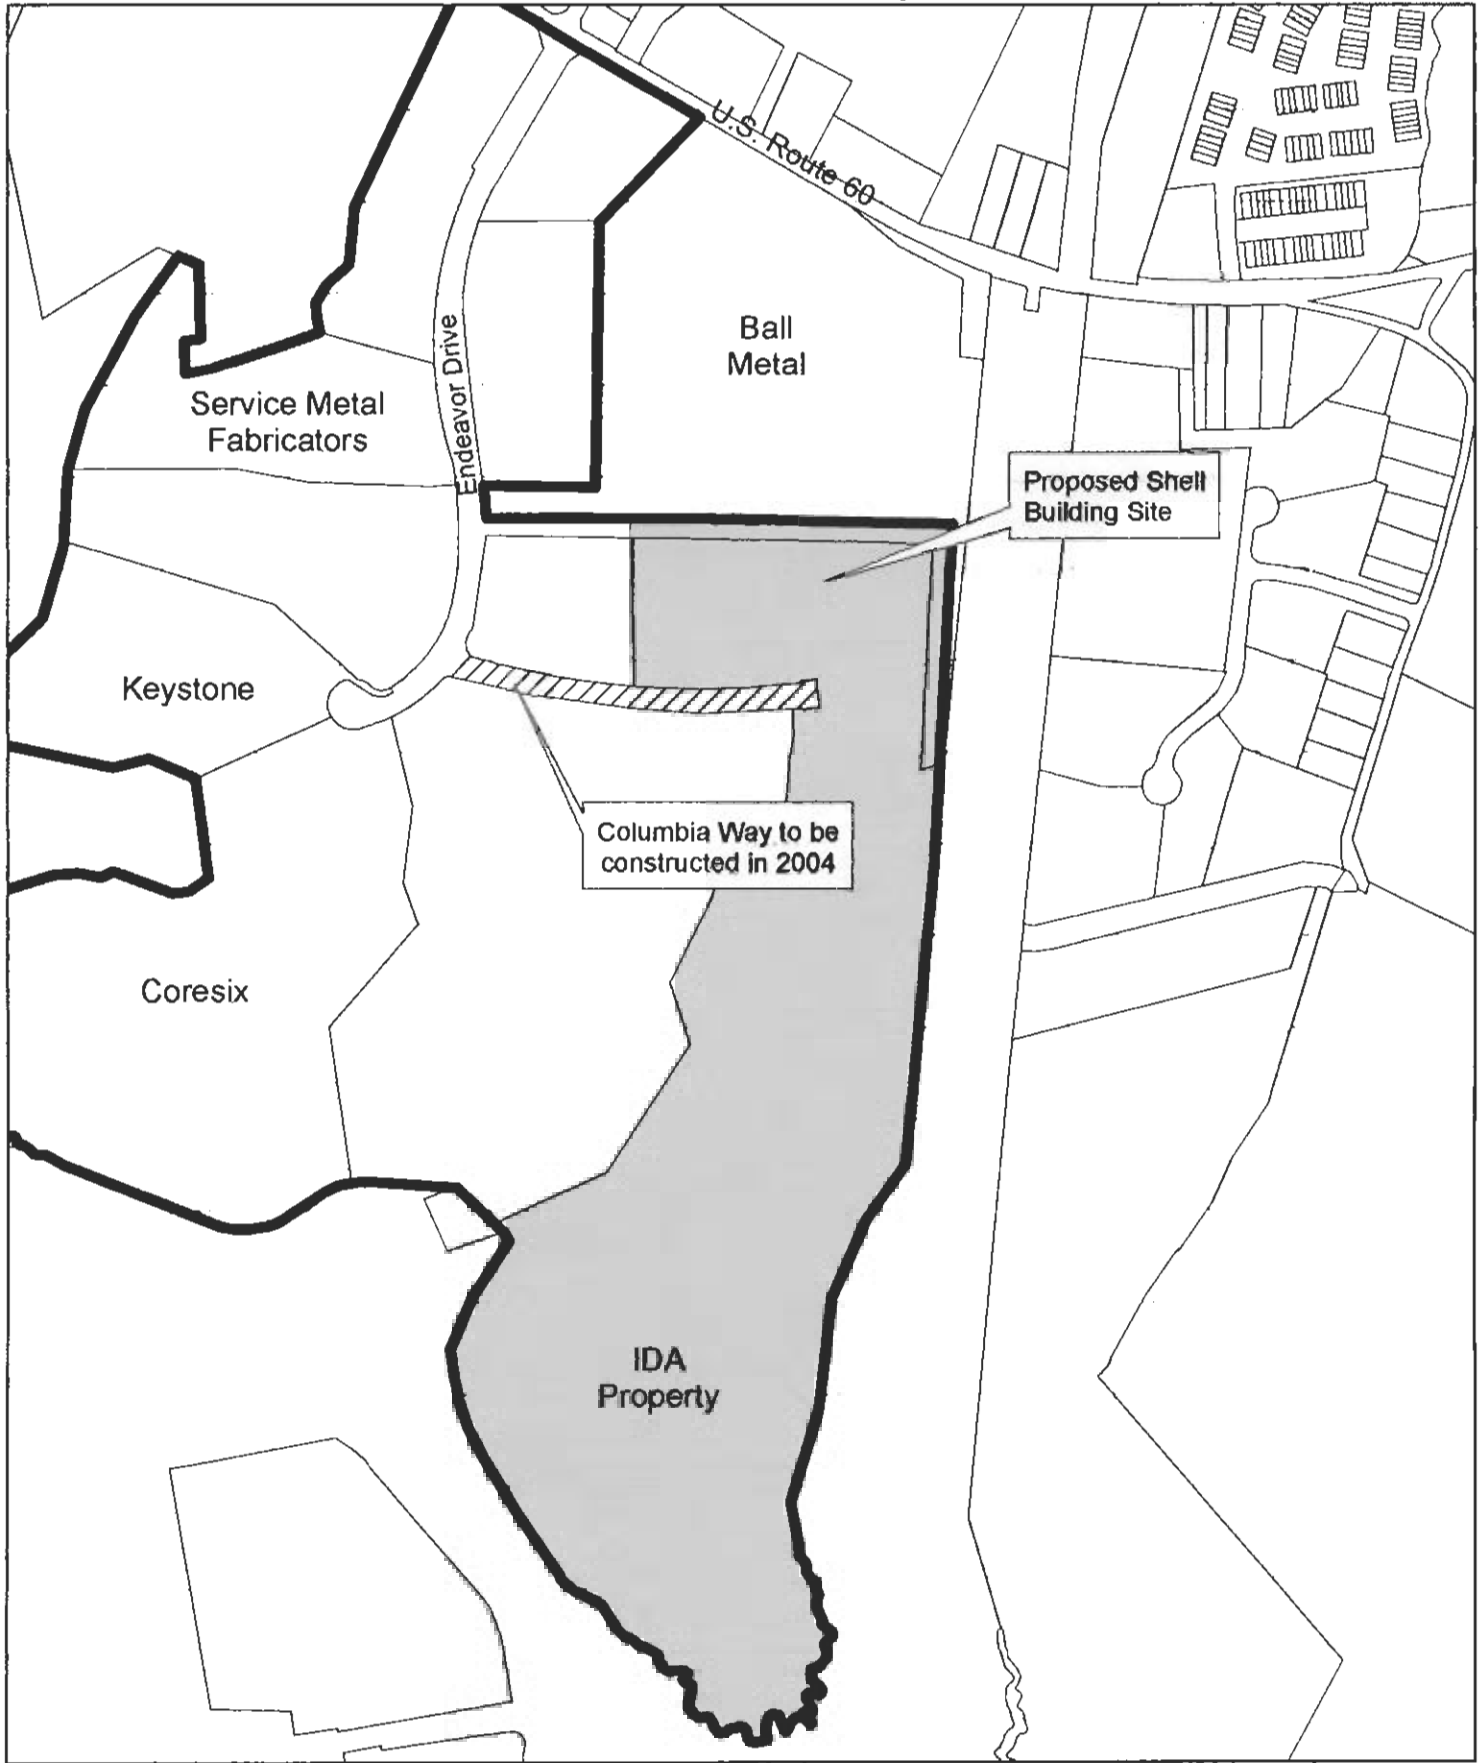 U.S. Route 60
Ball
Metal
Endeavor Drive
Service Metal
Fabricators
Proposed Shell
Building Site
Keystone
Columbia Way to be
constructed in 2004
Coresix
IDA
Property